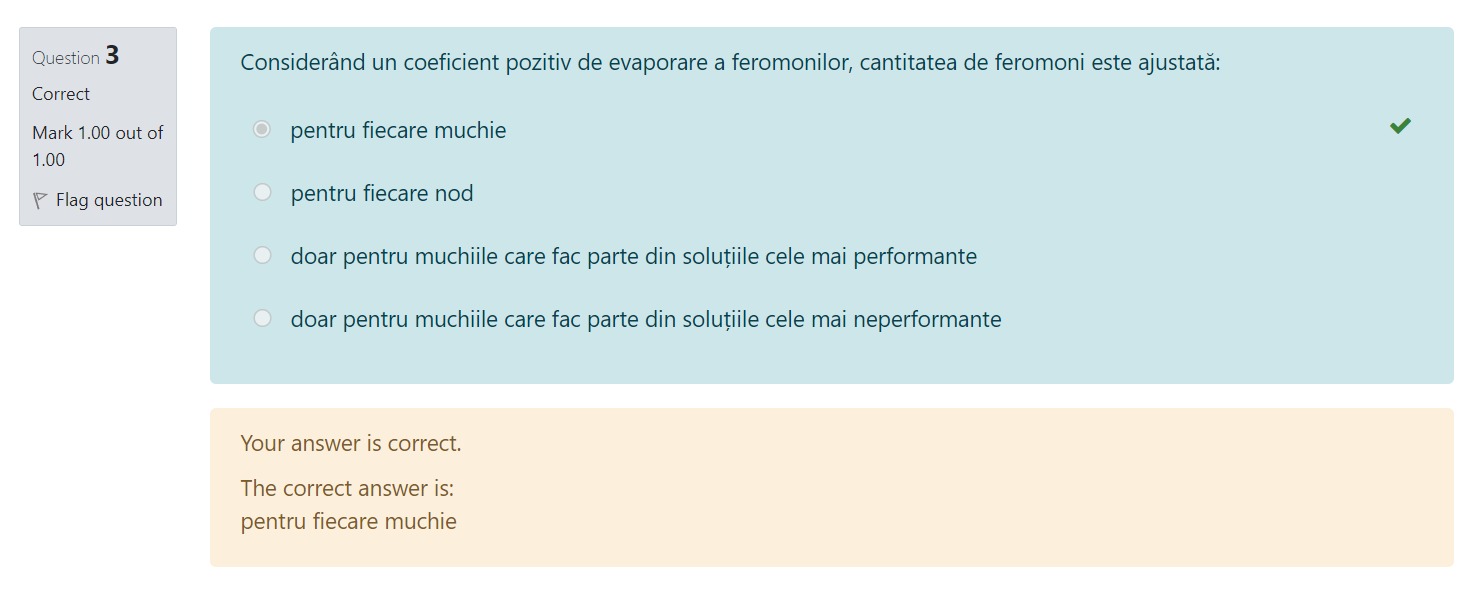 Question 3
Correct
Mark 1.00 out of
1.00
Flag question
Considerând un coeficient pozitiv de evaporare a feromonilor, cantitatea de feromoni este ajustată:
pentru fiecare muchie
pentru fiecare nod
doar pentru muchiile care fac parte din soluțiile cele mai performante
doar pentru muchiile care fac parte din soluțiile cele mai neperformante
Your answer is correct.
The correct answer is:
pentru fiecare muchie